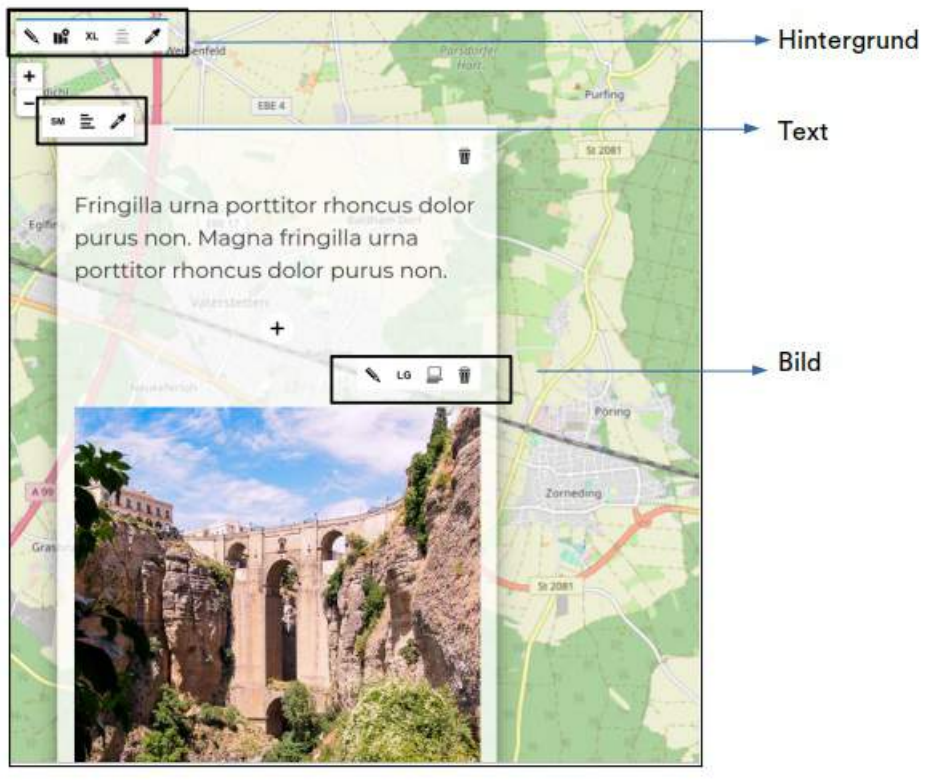 XL
Hintergrund
Weißenfeld
Parsdorfer
Hart
+
−
Purfing
EBE 4
SM
Text
St 2081
Fringilla urna porttitor rhoncus dolor
purus non. Magna fringilla urna
porttitor rhoncus dolor purus non.
Vaterstetten
+
LG
Bild
Pöring
A 99
Zorneding
St 2081